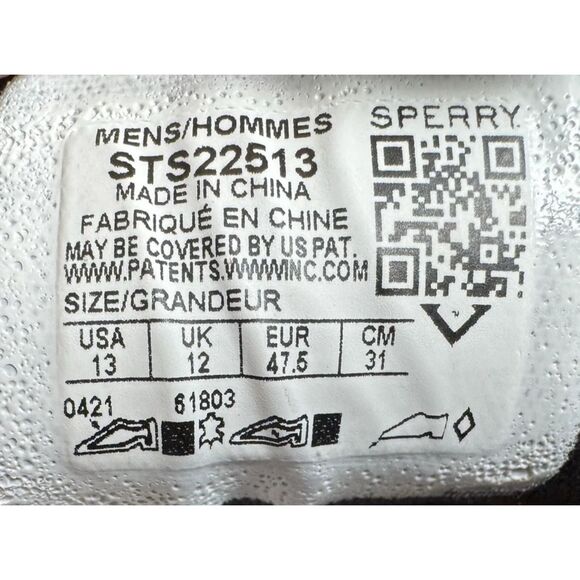 SPERRY
MENS/HOMMES
STS22513
MADE IN CHINA
FABRIQUÉ EN CHINE
MAY BE COVERED BY US PAT.
WWW.PATENTS.WWWINC.COM
SIZE/GRANDEUR
USA UK EUR CM
13 12 47.5 31
0421 61803